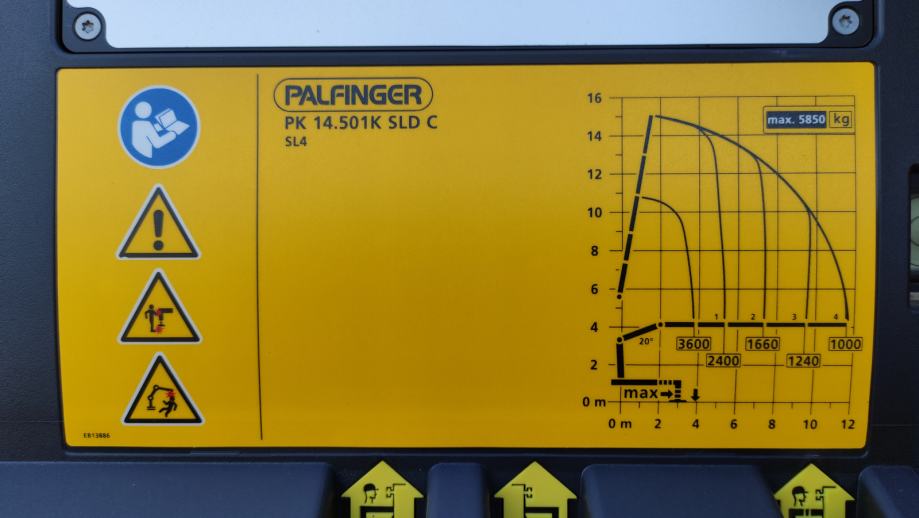 PALFINGER
PK 14.501K SLD C
SL4
max. 5850 kg
16
14
12
10
8
6
4
2
0 m
1 2 3 4
20°
3600 1660 1000
2400 1240
max
0 m 2 4 6 8 10 12
EB13886